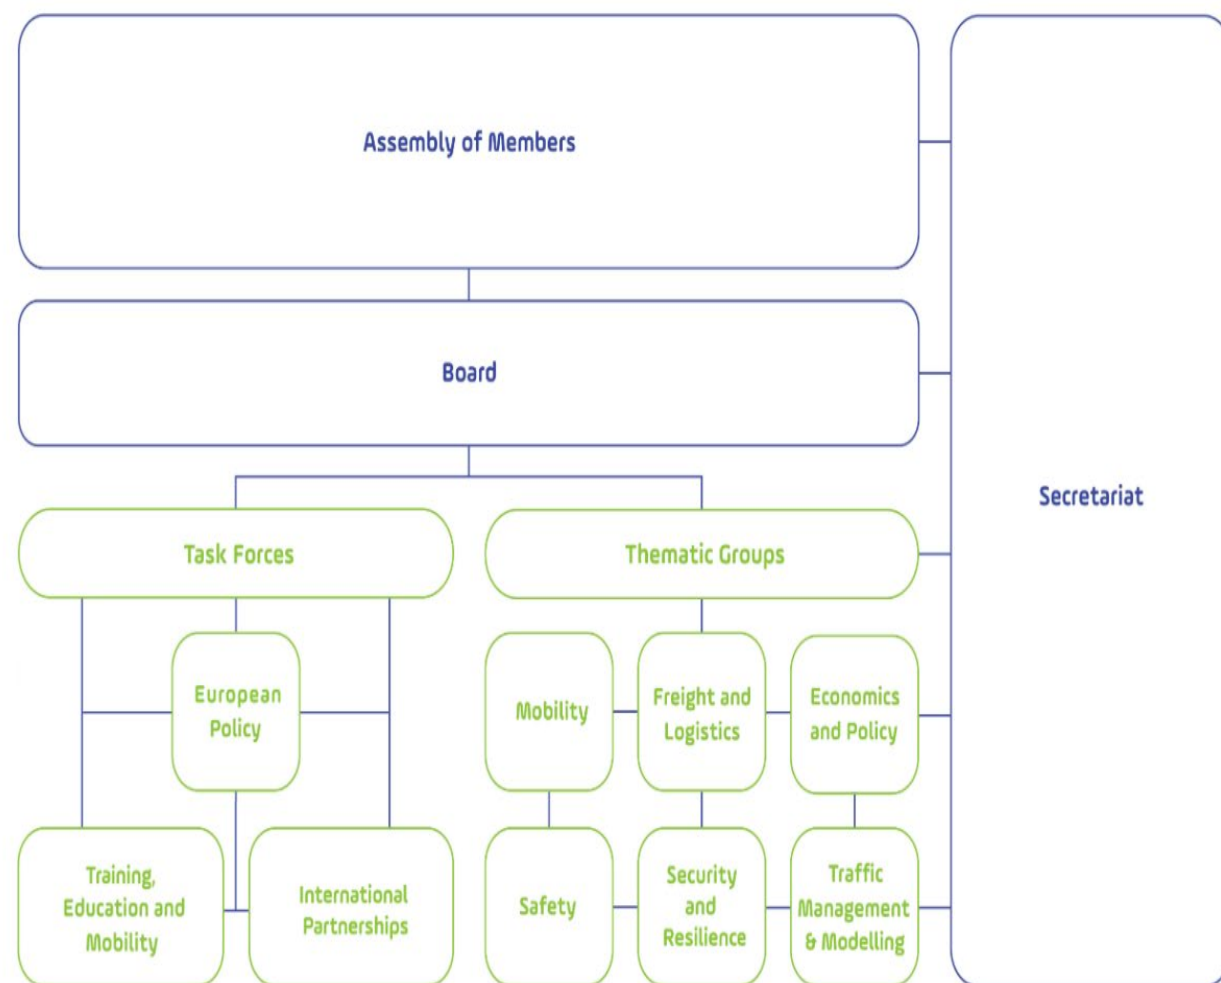 Assembly of Members
Board
Secretariat
Task Forces
Thematic Groups
European
Policy
Mobility
Freight and
Logistics
Economics
and Policy
Training,
Education and
Mobility
International
Partnerships
Safety
Security
and
Resilience
Traffic
Management
& Modelling